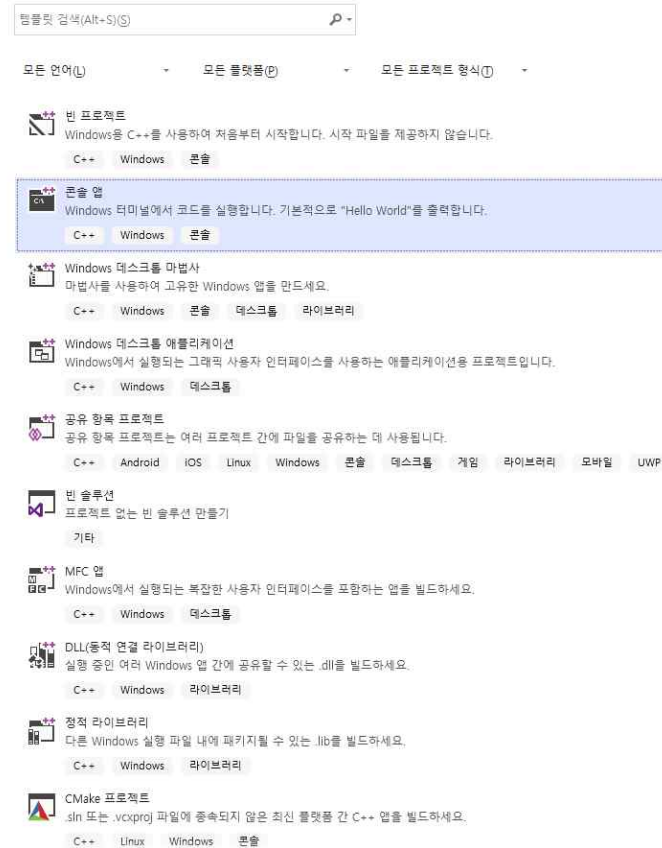 템플릿 검색(Alt+S)(S)
모든 언어(L) 모든 플랫폼(P) 모든 프로젝트 형식(T)
빈 프로젝트
Windows용 C++를 사용하여 처음부터 시작합니다. 시작 파일을 제공하지 않습니다.
C++ Windows 콘솔
콘솔 앱
Windows 터미널에서 코드를 실행합니다. 기본적으로 "Hello World"를 출력합니다.
C++ Windows 콘솔
Windows 데스크톱 마법사
마법사를 사용하여 고유한 Windows 앱을 만드세요.
C++ Windows 콘솔 데스크톱 라이브러리
Windows 데스크톱 애플리케이션
Windows에서 실행되는 그래픽 사용자 인터페이스를 사용하는 애플리케이션용 프로젝트입니다.
C++ Windows 데스크톱
공유 항목 프로젝트
공유 항목 프로젝트는 여러 프로젝트 간에 파일을 공유하는 데 사용됩니다.
C++ Android iOS Linux Windows 콘솔 데스크톱 게임 라이브러리 모바일 UWP
빈 솔루션
프로젝트 없는 빈 솔루션 만들기
기타
MFC 앱
Windows에서 실행되는 복잡한 사용자 인터페이스를 포함하는 앱을 빌드하세요.
C++ Windows 데스크톱
DLL(동적 연결 라이브러리)
실행 중인 여러 Windows 앱 간에 공유할 수 있는 .dll을 빌드하세요.
C++ Windows 라이브러리
정적 라이브러리
다른 Windows 실행 파일 내에 패키지될 수 있는 .lib를 빌드하세요.
C++ Windows 라이브러리
CMake 프로젝트
.sln 또는 .vcxproj 파일에 종속되지 않은 최신 플랫폼 간 C++ 앱을 빌드하세요.
C++ Linux Windows 콘솔